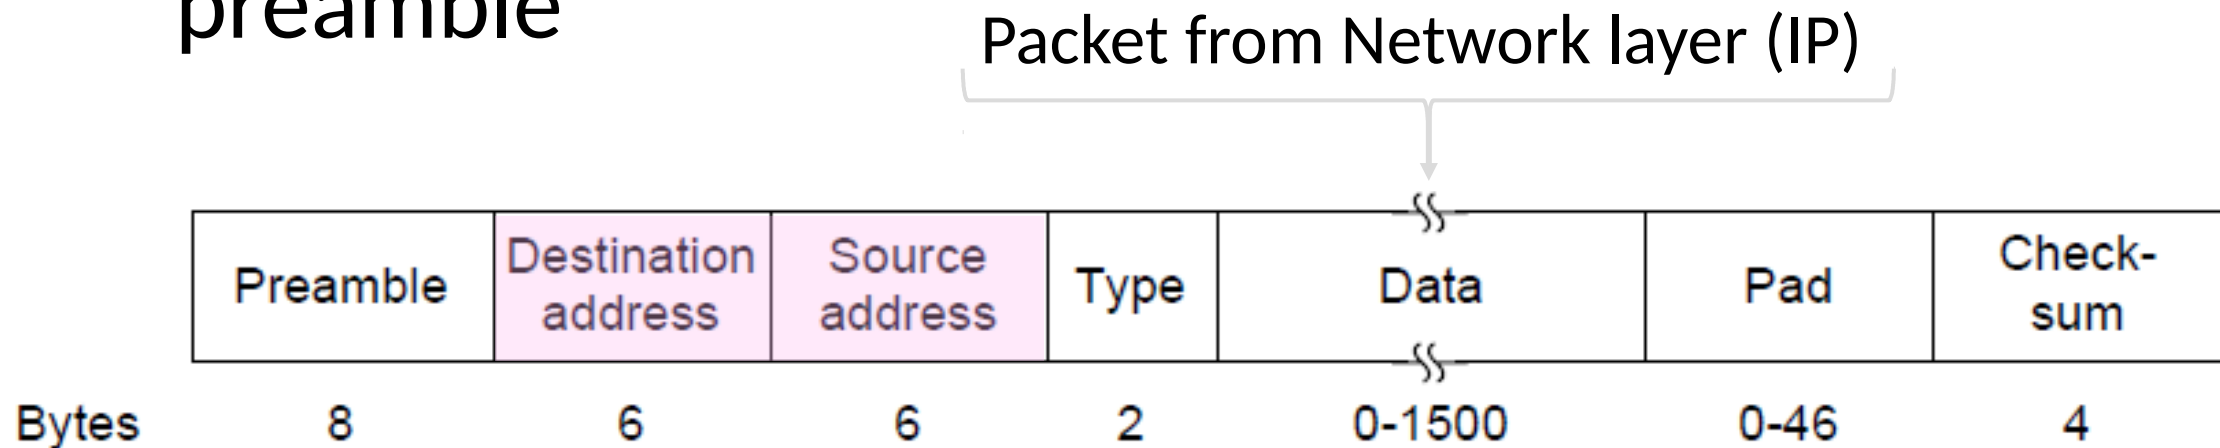 preamble
Packet from Network layer (IP)
Preamble
Destination
address
Source
address
Type
Data
Pad
Check-
sum
Bytes 8 6 6 2 0-1500 0-46 4